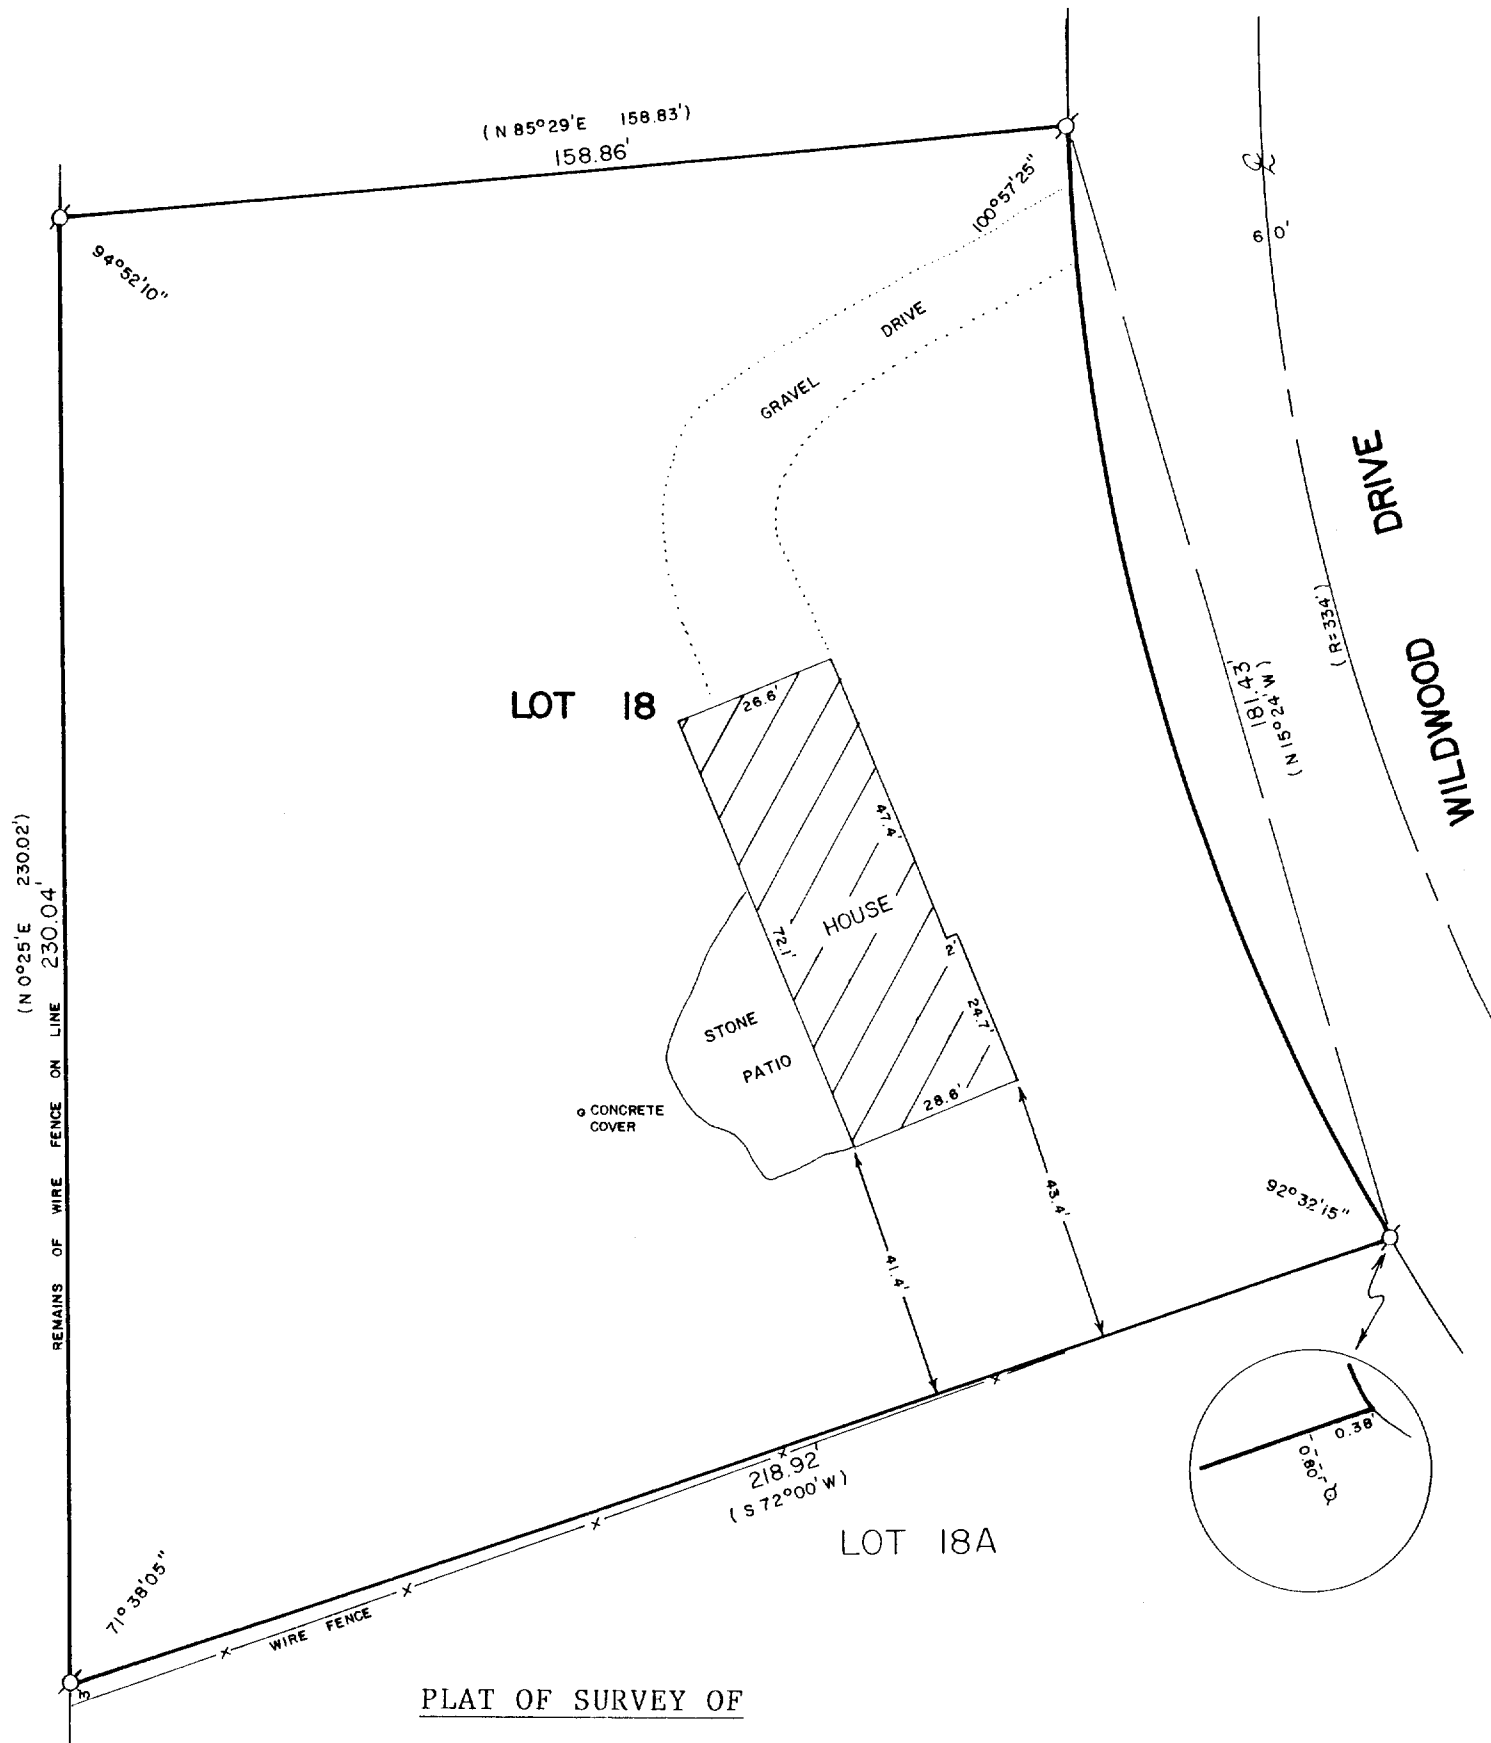 (N 85°29'E 158.83')
158.86'
100°57'25"
94°52'10"
60'
DRIVE
GRAVEL
DRIVE
WILDWOOD
(R=334')
181.43'
(N 15°24' W)
LOT 18
26.6'
47.4'
HOUSE
72.1'
2'
24.7'
28.6'
STONE
PATIO
CONCRETE
COVER
(N 0°25'E 230.02')
230.04'
REMAINS OF WIRE FENCE ON LINE
43.4'
41.4'
92°32'15"
0.38'
0.80'
218.92'
(S 72°00' W)
LOT 18A
71°38'05"
WIRE FENCE
3'
PLAT OF SURVEY OF